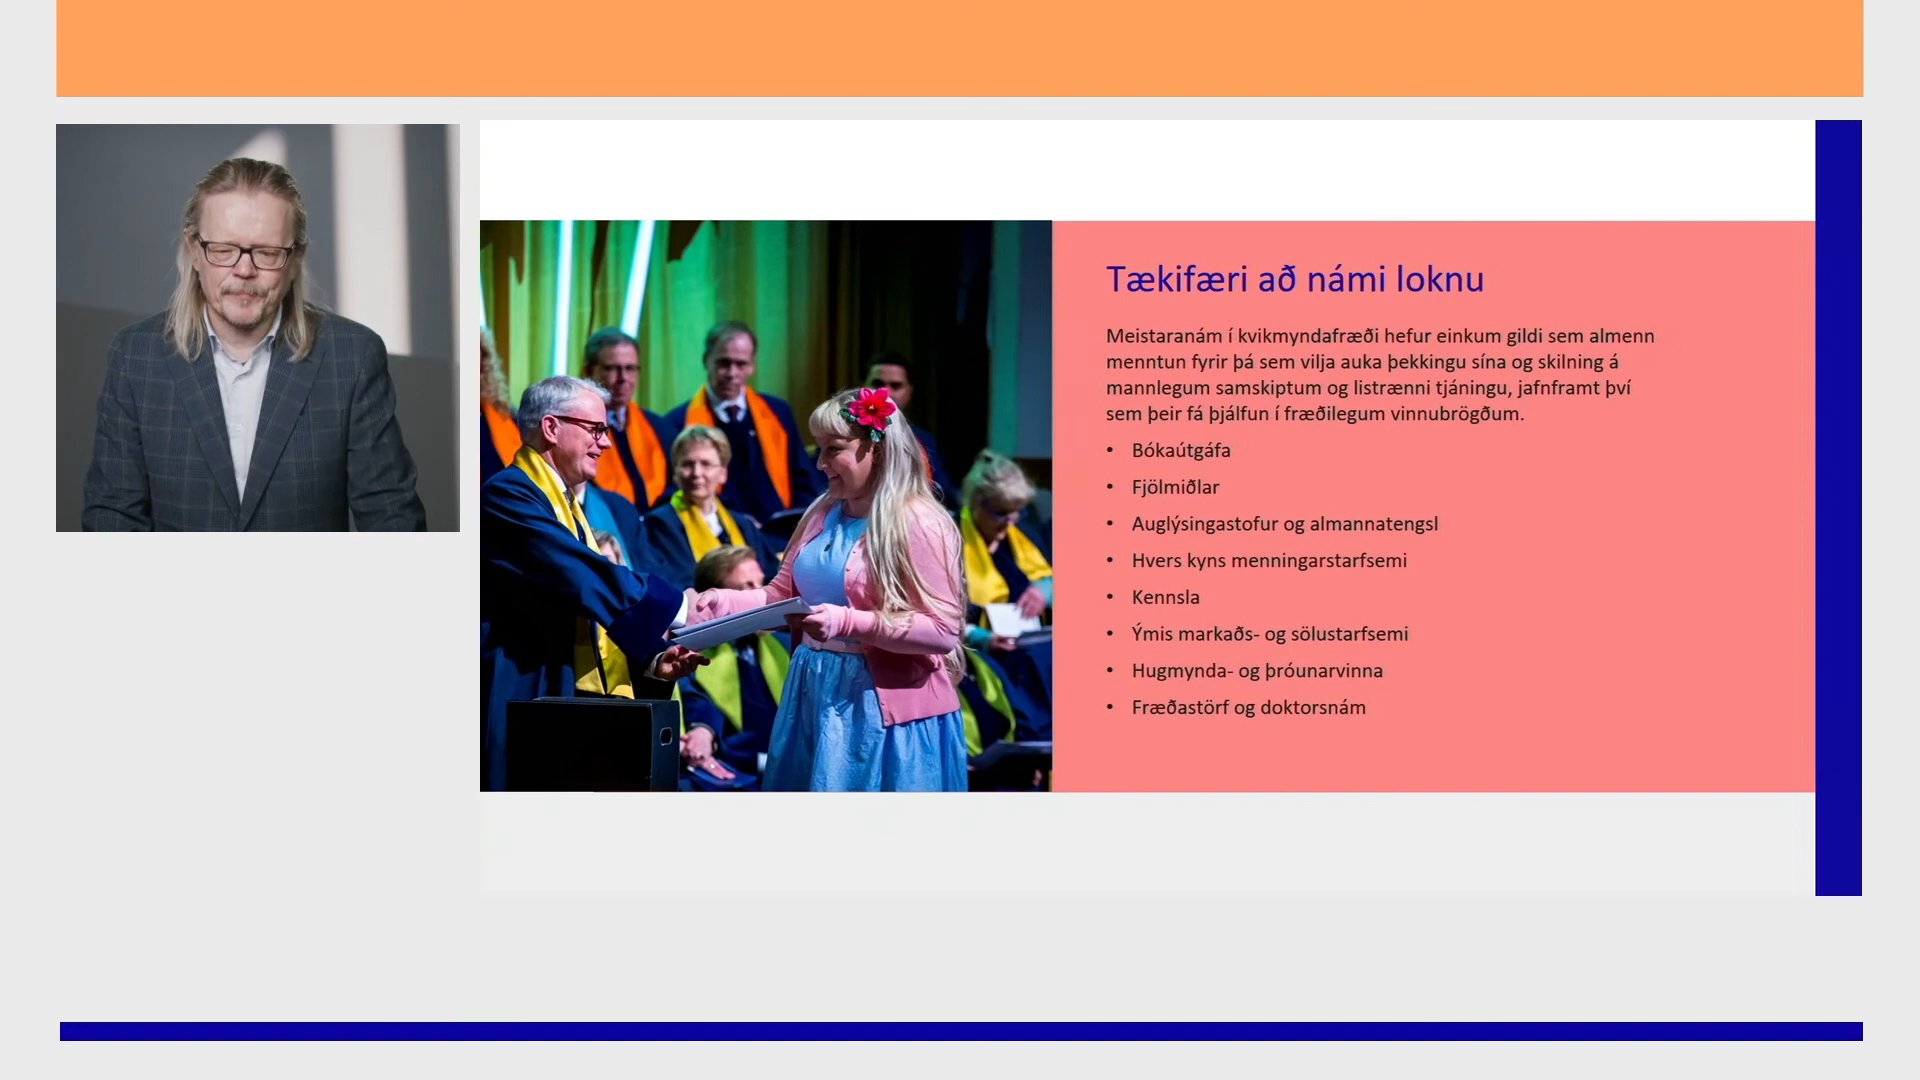 Tækifæri að námi loknu
Meistaranám í kvikmyndafræði hefur einkum gildi sem almenn
menntun fyrir þá sem vilja auka þekkingu sína og skilning á
mannlegum samskiptum og listrænni tjáningu, jafnframt því
sem þeir fá þjálfun í fræðilegum vinnubrögðum.
• Bókaútgáfa
• Fjölmiðlar
• Auglýsingastofur og almannatengsl
• Hvers kyns menningarstarfsemi
• Kennsla
• Ýmis markaðs- og sölustarfsemi
• Hugmynda- og þróunarvinna
• Fræðastörf og doktorsnám